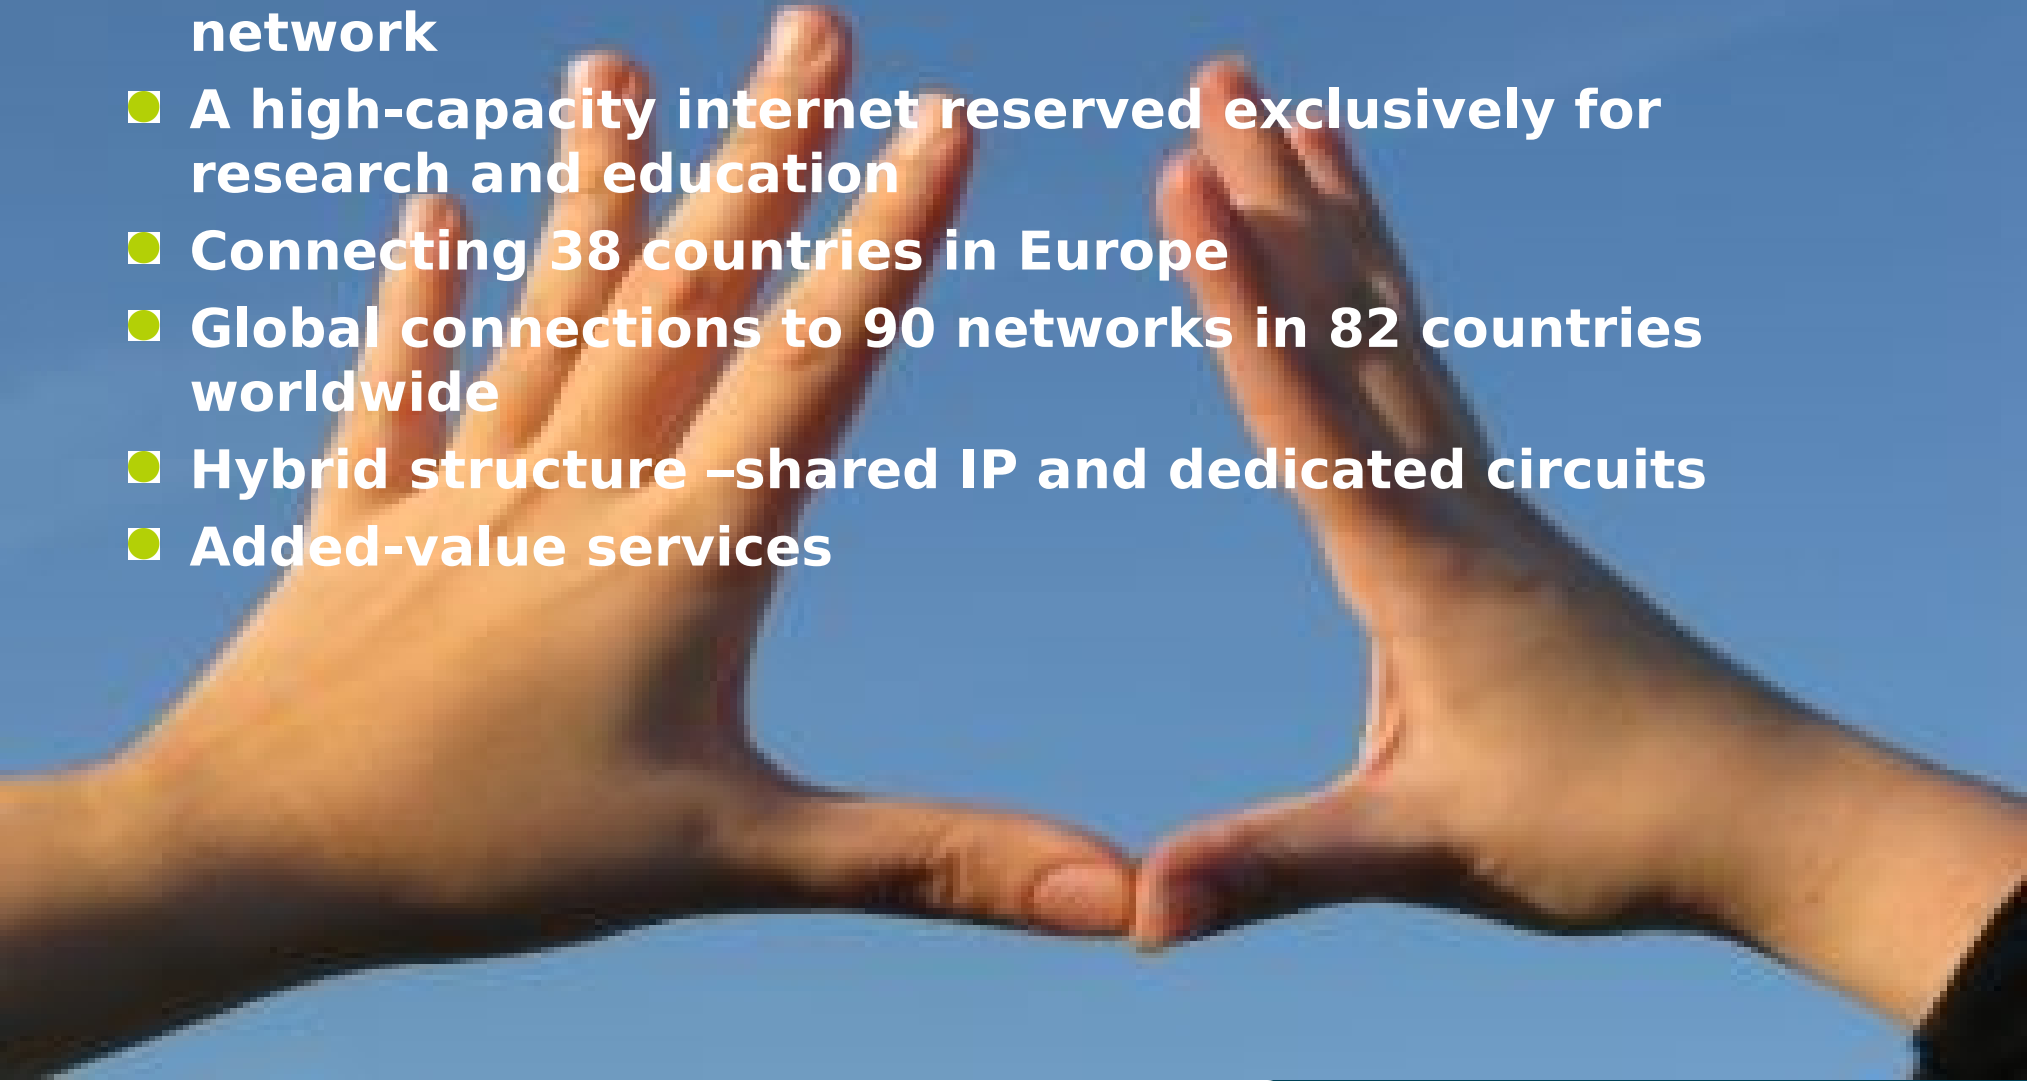 network
A high-capacity internet reserved exclusively for
research and education
Connecting 38 countries in Europe
Global connections to 90 networks in 82 countries
worldwide
Hybrid structure –shared IP and dedicated circuits
Added-value services